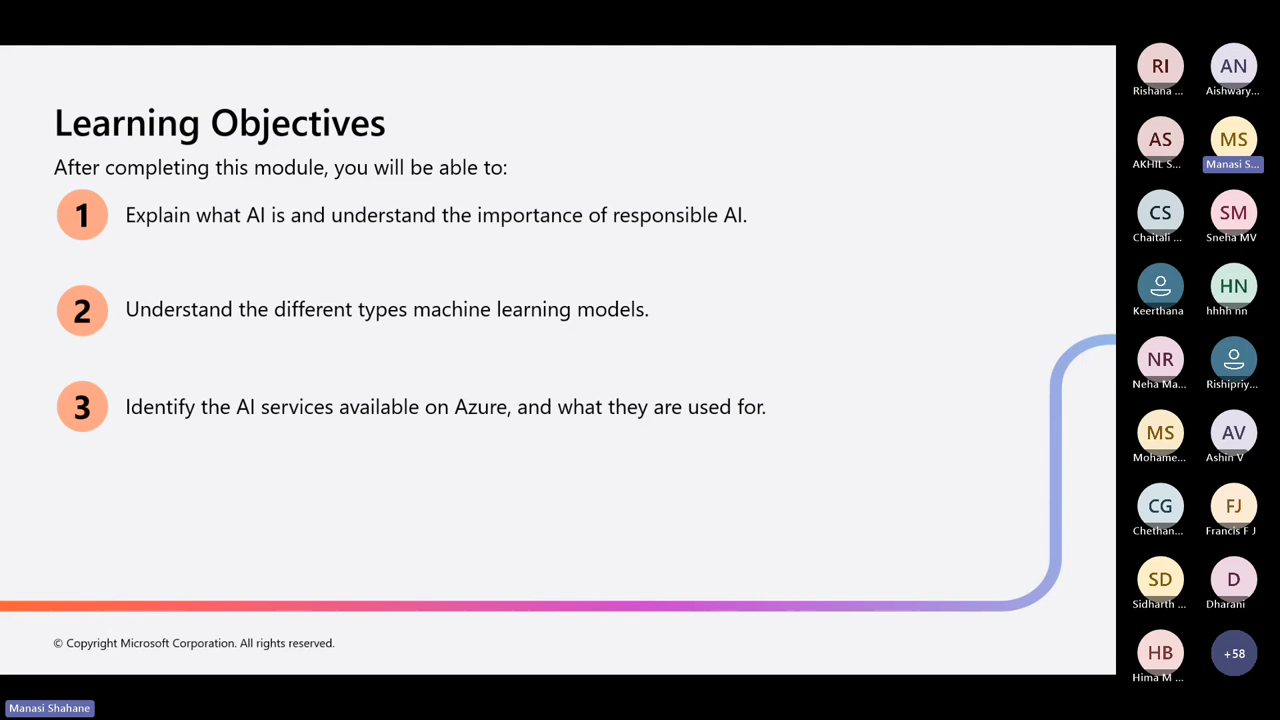 Learning Objectives
After completing this module, you will be able to:
1 Explain what AI is and understand the importance of responsible AI.
2 Understand the different types machine learning models.
3 Identify the AI services available on Azure, and what they are used for.
© Copyright Microsoft Corporation. All rights reserved.
Manasi Shahane
RI AN
Rishana ... Aishwary...
AS MS
AKHIL S... Manasi S...
CS SM
Chaitali ... Sneha MV
HN
Keerthana hhhh nn
NR
Neha Ma... Rishipriy...
MS AV
Mohame... Ashin V
CG FJ
Chethan... Francis F J
SD D
Sidharth ... Dharani
HB +58
Hima M ...